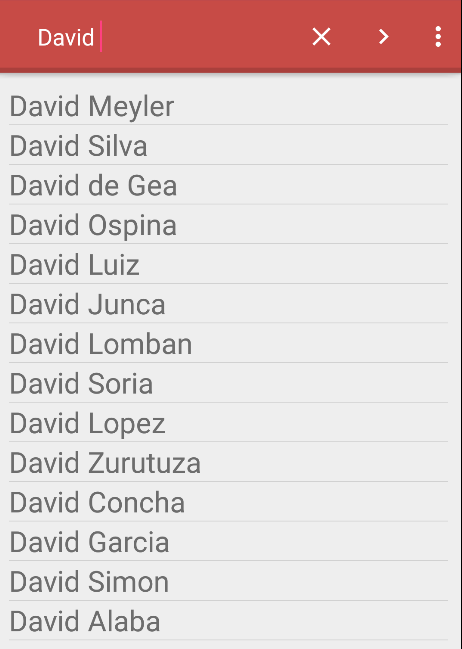 David
David Meyler
David Silva
David de Gea
David Ospina
David Luiz
David Junca
David Lomban
David Soria
David Lopez
David Zurutuza
David Concha
David Garcia
David Simon
David Alaba